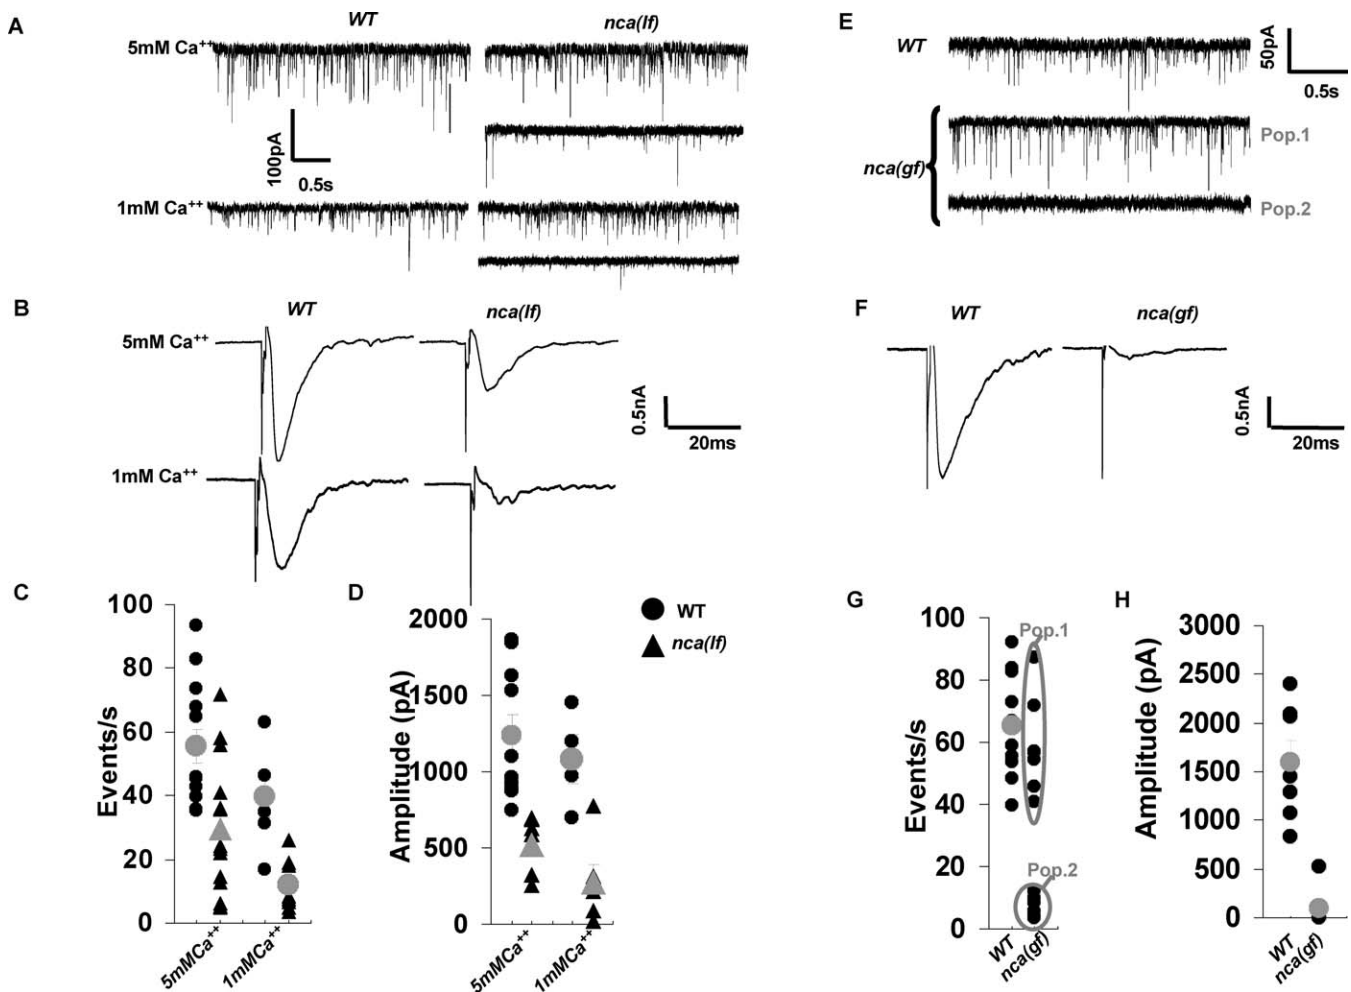 A
WT
nca(lf)
5mM Ca++
100pA
0.5s
1mM Ca++
B
WT
nca(lf)
5mM Ca++
0.5nA
20ms
1mM Ca++
C
100
80
60
40
20
0
Events/s
5mMCa++
1mMCa++
D
2000
1500
1000
500
0
Amplitude (pA)
5mMCa++
1mMCa++
WT
nca(lf)
E
WT
50pA
0.5s
nca(gf)
Pop.1
Pop.2
F
WT
nca(gf)
0.5nA
20ms
G
100
80
60
40
20
0
Events/s
Pop.1
Pop.2
WT
nca(gf)
H
3000
2500
2000
1500
1000
500
0
Amplitude (pA)
WT
nca(gf)